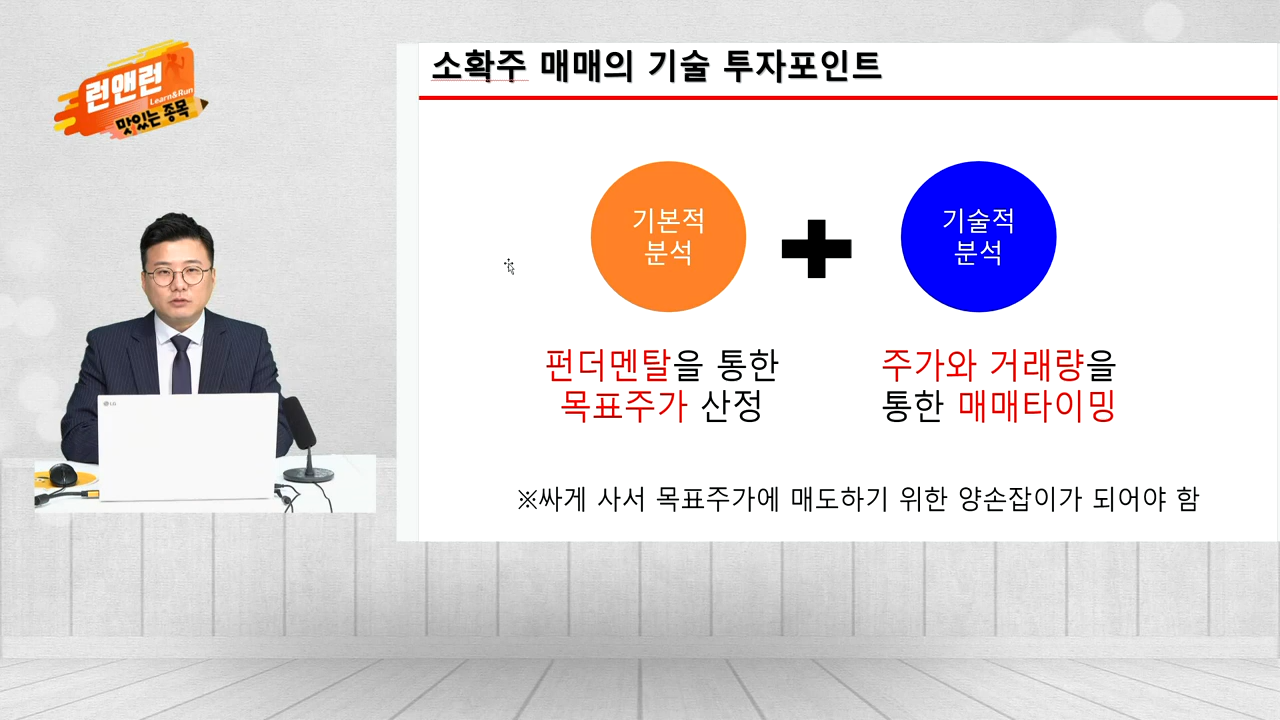 런앤런
Learn&Run
맛있는 종목
소확주 매매의 기술 투자포인트
기본적
분석
기술적
분석
펀더멘탈을 통한
목표주가 산정
주가와 거래량을
통한 매매타이밍
※싸게 사서 목표주가에 매도하기 위한 양손잡이가 되어야 함
LG